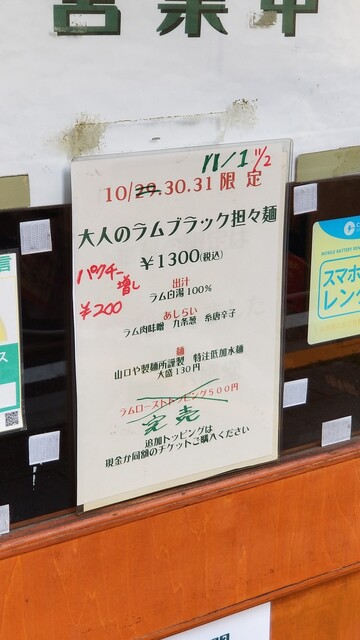 営業中
11/1 11/2
10/29.30.31限定
大人のラムブラック担々麺
￥1300(税込)
パクチー
増し
￥200
出汁
ラム白湯100%
あしらい
ラム肉味噌 九条葱 糸唐辛子
麺
山口や製麺所謹製 特注低加水麺
大盛130円
ラムローストトッピング500円
完売
追加トッピングは
現金か同額のチケットご購入ください
スマホ
レン